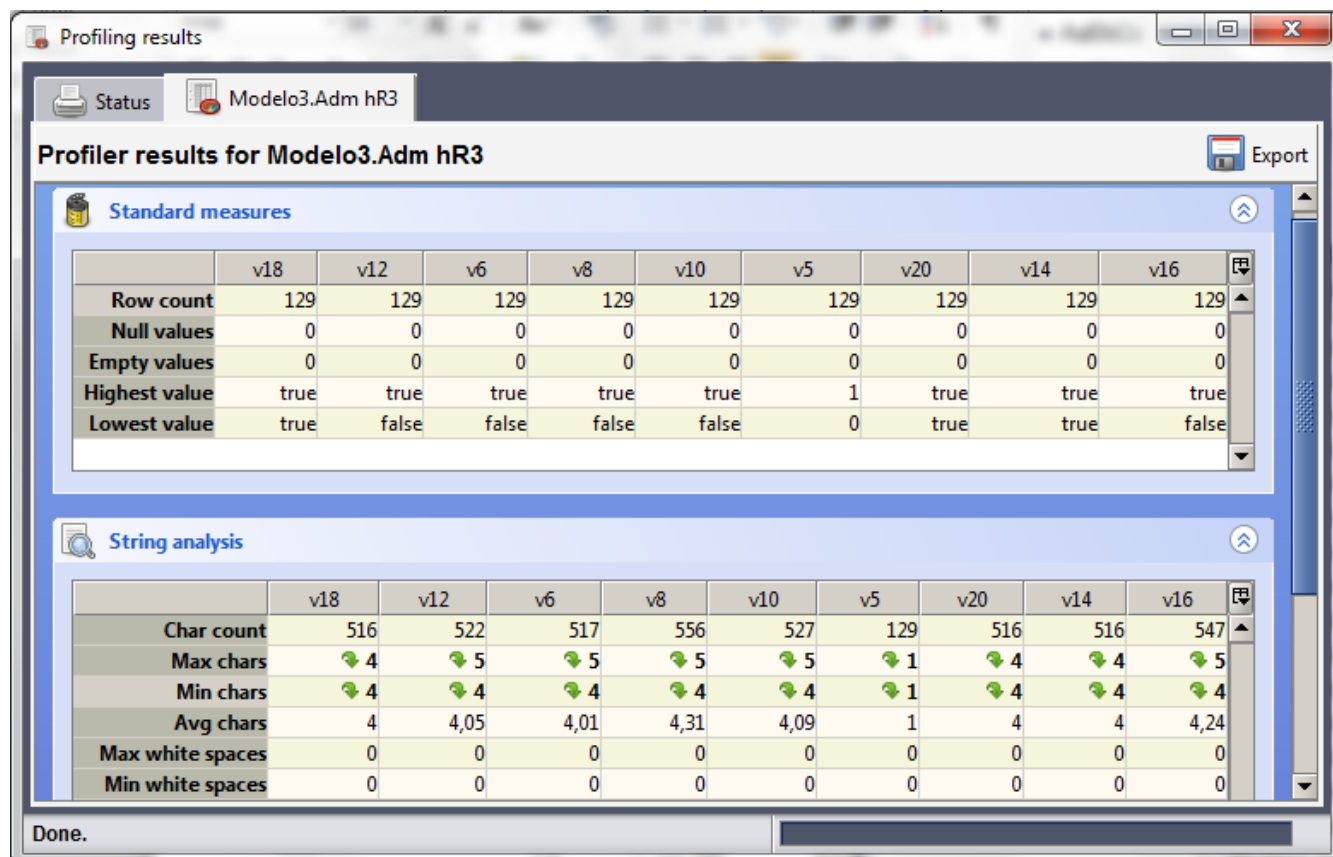 Profiling results
Status Modelo3.Adm hR3
Profiler results for Modelo3.Adm hR3 Export
Standard measures
v18 v12 v6 v8 v10 v5 v20 v14 v16
Row count 129 129 129 129 129 129 129 129 129
Null values 0 0 0 0 0 0 0 0 0
Empty values 0 0 0 0 0 0 0 0 0
Highest value true true true true true 1 true true true
Lowest value true false false false false 0 true true false
String analysis
v18 v12 v6 v8 v10 v5 v20 v14 v16
Char count 516 522 517 556 527 129 516 516 547
Max chars 4 5 5 5 5 1 4 4 5
Min chars 4 4 4 4 4 1 4 4 4
Avg chars 4 4,05 4,01 4,31 4,09 1 4 4 4,24
Max white spaces 0 0 0 0 0 0 0 0 0
Min white spaces 0 0 0 0 0 0 0 0 0
Done.